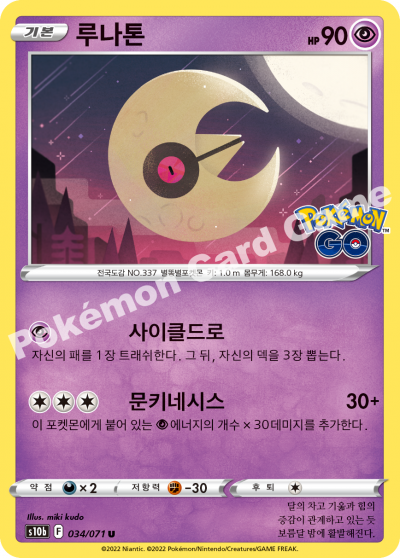 기본 루나톤 HP 90
Pokémon GO
전국도감 NO.337 별똥별포켓몬 키: 1.0 m 몸무게: 168.0 kg
Pokémon Card Game
사이클드로
자신의 패를 1장 트래쉬한다. 그 뒤, 자신의 덱을 3장 뽑는다.
문키네시스 30+
이 포켓몬에게 붙어 있는 에너지의 개수 × 30데미지를 추가한다.
약점 ×2 저항력 -30 후퇴
Illus. miki kudo
s10b F 034/071 U
달의 차고 기울과 힘의
증감이 관계하고 있는 듯
보름달 밤에 활발해진다.
©2022 Niantic. ©2022 Pokémon/Nintendo/Creatures/GAME FREAK.